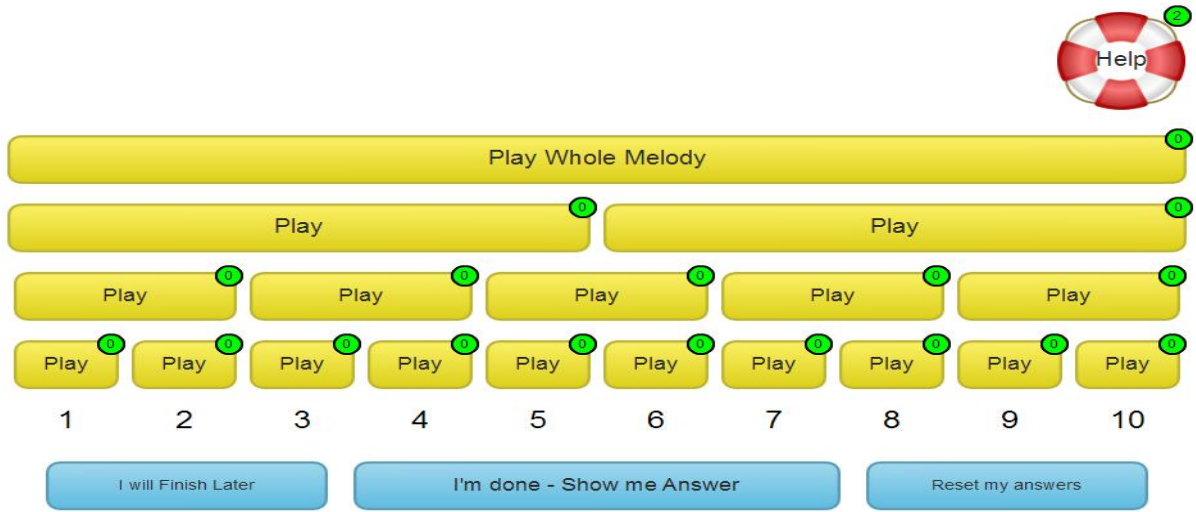 2
Help
0
Play Whole Melody
0 0
Play Play
0 0 0 0 0
Play Play Play Play Play
0 0 0 0 0 0 0 0 0 0
Play Play Play Play Play Play Play Play Play Play
1 2 3 4 5 6 7 8 9 10
I will Finish Later I'm done - Show me Answer Reset my answers